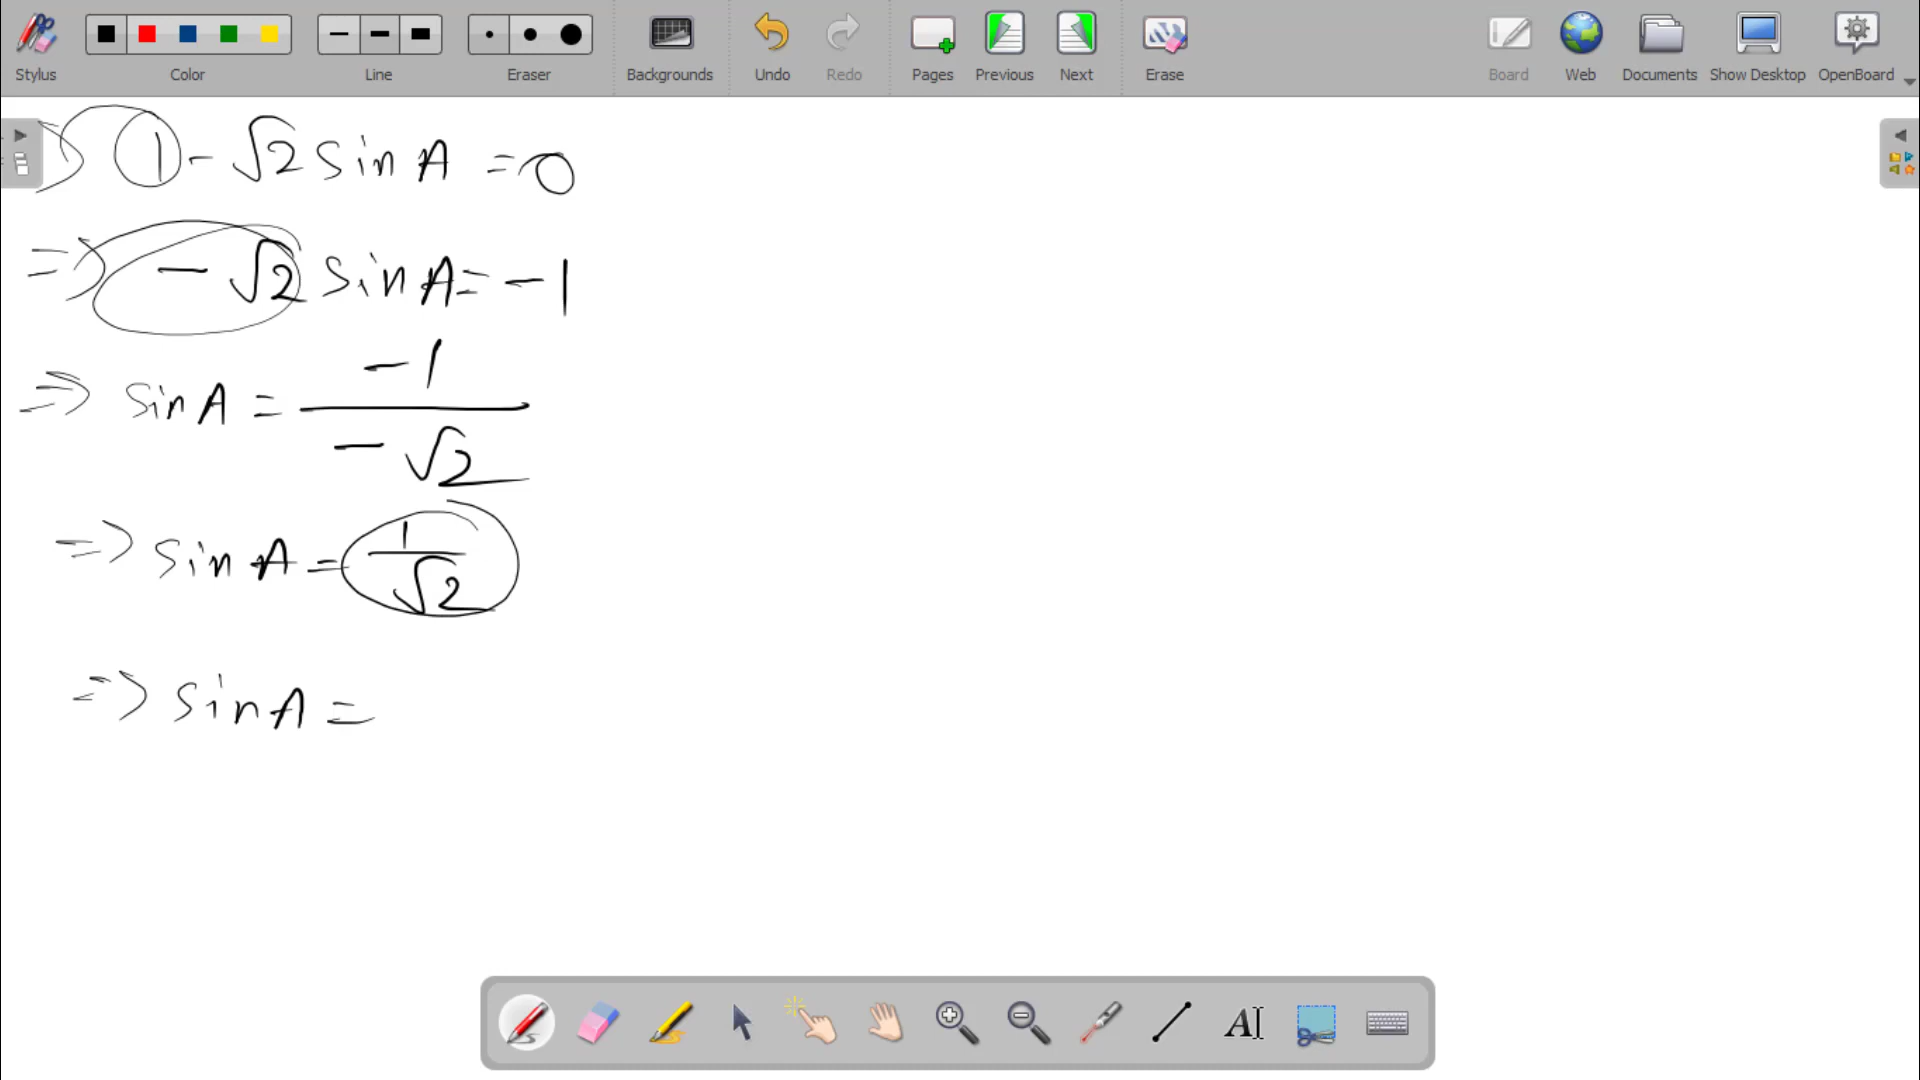 Stylus Color Line Eraser Backgrounds Undo Redo Pages Previous Next Erase Board Web Documents Show Desktop OpenBoard
=> 1 - √2 sin A = 0
=> - √2 sin A = - 1
=> sin A = -1 / -√2
=> sin A = 1/√2
=> sin A =